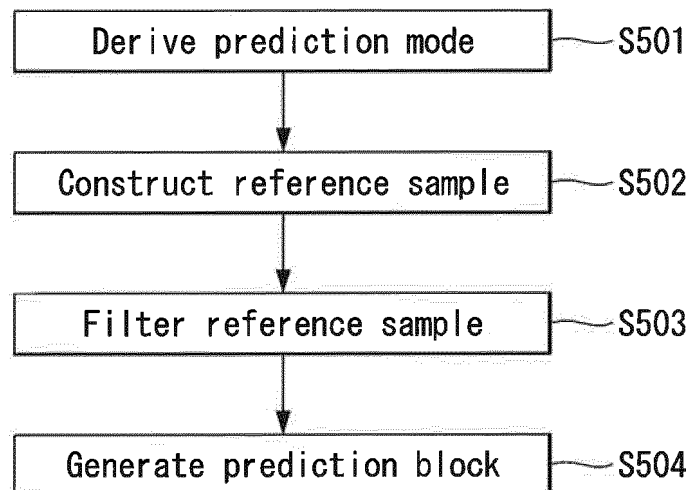 Derive prediction mode S501
Construct reference sample S502
Filter reference sample S503
Generate prediction block S504